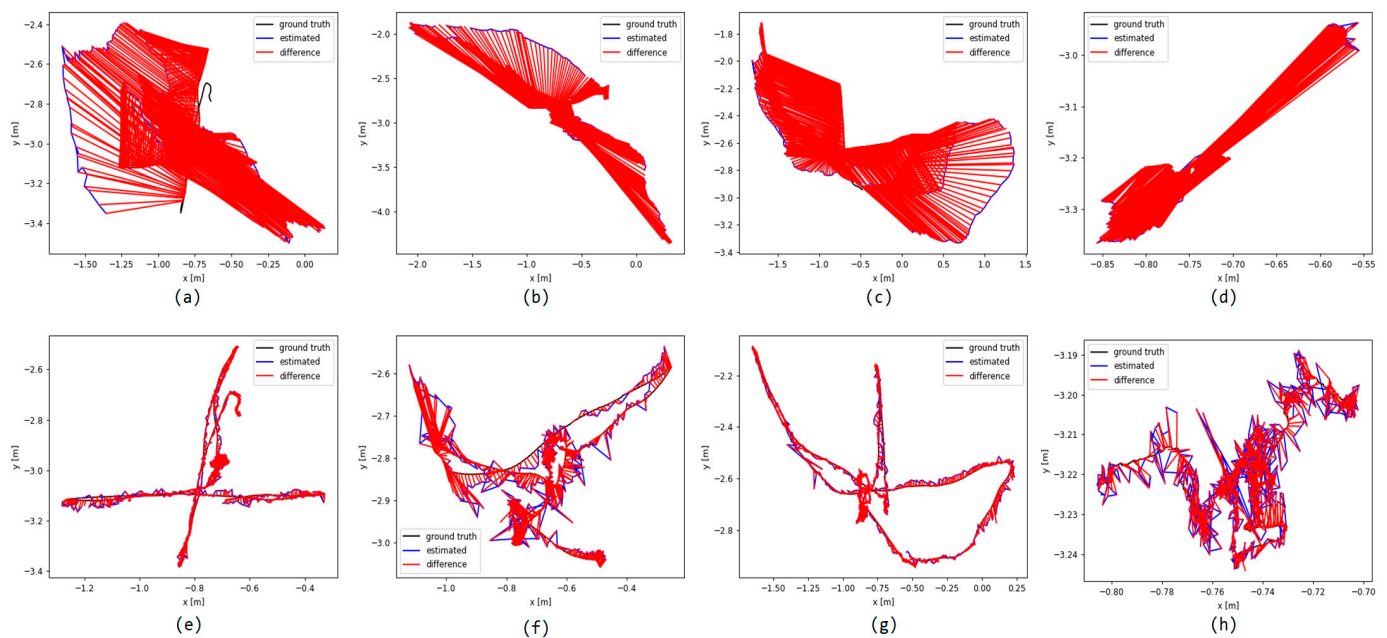 ground truth
estimated
difference
−2.4
−2.6
−2.8
−3.0
−3.2
−3.4
y [m]
−1.50 −1.25 −1.00 −0.75 −0.50 −0.25 0.00
x [m]
(a)
ground truth
estimated
difference
−2.0
−2.5
−3.0
−3.5
−4.0
y [m]
−2.0 −1.5 −1.0 −0.5 0.0
x [m]
(b)
ground truth
estimated
difference
−1.8
−2.0
−2.2
−2.4
−2.6
−2.8
−3.0
−3.2
−3.4
y [m]
−1.5 −1.0 −0.5 0.0 0.5 1.0 1.5
x [m]
(c)
ground truth
estimated
difference
−3.0
−3.1
−3.2
−3.3
y [m]
−0.85 −0.80 −0.75 −0.70 −0.65 −0.60 −0.55
x [m]
(d)
ground truth
estimated
difference
−2.6
−2.8
−3.0
−3.2
−3.4
y [m]
−1.2 −1.0 −0.8 −0.6 −0.4
x [m]
(e)
−2.6
−2.7
−2.8
−2.9
−3.0
y [m]
ground truth
estimated
difference
−1.0 −0.8 −0.6 −0.4
x [m]
(f)
ground truth
estimated
difference
−2.2
−2.4
−2.6
−2.8
y [m]
−1.50 −1.25 −1.00 −0.75 −0.50 −0.25 0.00 0.25
x [m]
(g)
ground truth
estimated
difference
−3.19
−3.20
−3.21
−3.22
−3.23
−3.24
y [m]
−0.80 −0.78 −0.76 −0.74 −0.72 −0.70
x [m]
(h)